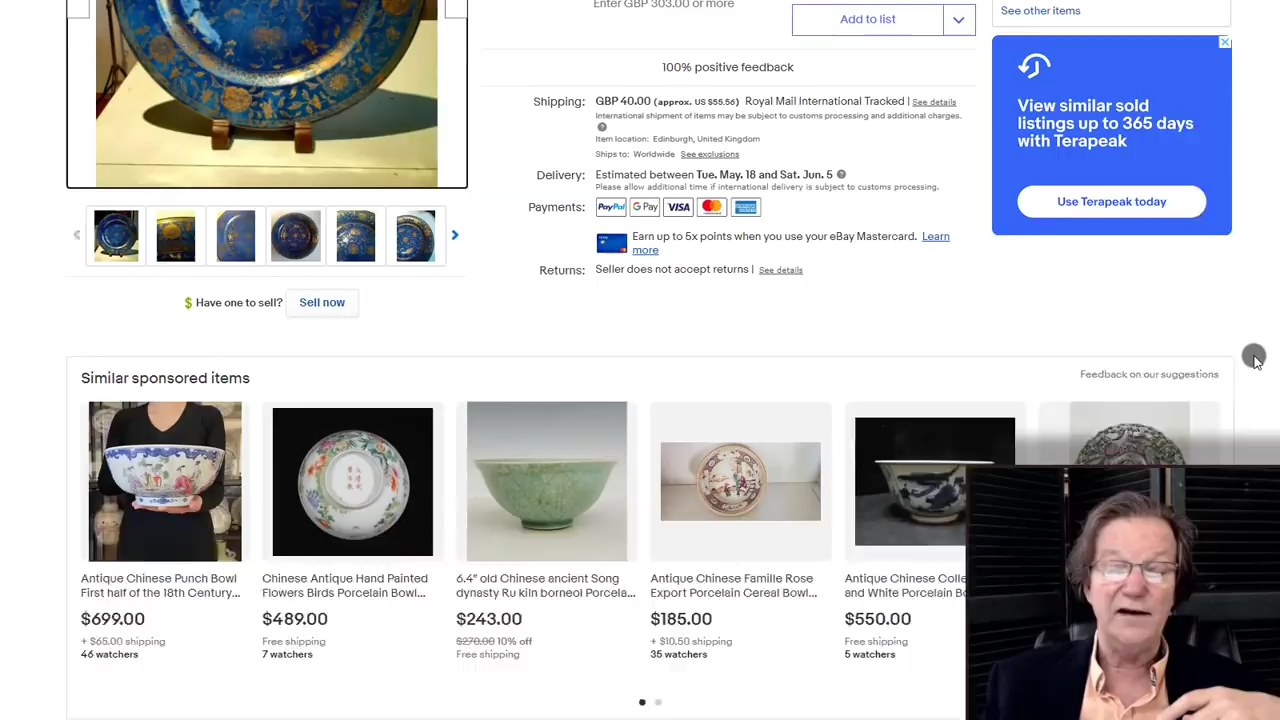 Enter GBP 303.00 or more
Add to list
See other items
100% positive feedback
Shipping: GBP 40.00 (approx. US $55.56) Royal Mail International Tracked | See details
International shipment of items may be subject to customs processing and additional charges.
Item location: Edinburgh, United Kingdom
Ships to: Worldwide See exclusions
Delivery: Estimated between Tue. May. 18 and Sat. Jun. 5
Please allow additional time if international delivery is subject to customs processing.
Payments: PayPal G Pay VISA
Earn up to 5x points when you use your eBay Mastercard. Learn
more
Returns: Seller does not accept returns | See details
View similar sold
listings up to 365 days
with Terapeak
Use Terapeak today
$ Have one to sell? Sell now
Similar sponsored items
Feedback on our suggestions
Antique Chinese Punch Bowl
First half of the 18th Century...
$699.00
+ $65.00 shipping
46 watchers
Chinese Antique Hand Painted
Flowers Birds Porcelain Bowl...
$489.00
Free shipping
7 watchers
6.4" old Chinese ancient Song
dynasty Ru kiln borneol Porcela...
$243.00
$270.00 10% off
Free shipping
Antique Chinese Famille Rose
Export Porcelain Cereal Bowl...
$185.00
+ $10.50 shipping
35 watchers
Antique Chinese Colle
and White Porcelain Bo
$550.00
Free shipping
5 watchers